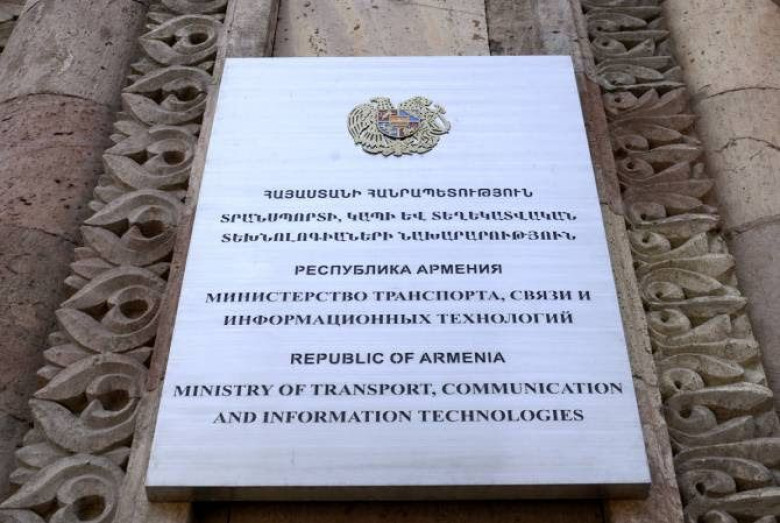 ՀԱՅԱՍՏԱՆԻ ՀԱՆՐԱՊԵՏՈՒԹՅՈՒՆ
ՏՐԱՆՍՊՈՐՏԻ, ԿԱՊԻ ԵՎ ՏԵՂԵԿԱՏՎԱԿԱՆ
ՏԵԽՆՈԼՈԳԻԱՆԵՐԻ ՆԱԽԱՐԱՐՈՒԹՅՈՒՆ
РЕСПУБЛИКА АРМЕНИЯ
МИНИСТЕРСТВО ТРАНСПОРТА, СВЯЗИ И
ИНФОРМАЦИОННЫХ ТЕХНОЛОГИЙ
REPUBLIC OF ARMENIA
MINISTRY OF TRANSPORT, COMMUNICATION
AND INFORMATION TECHNOLOGIES